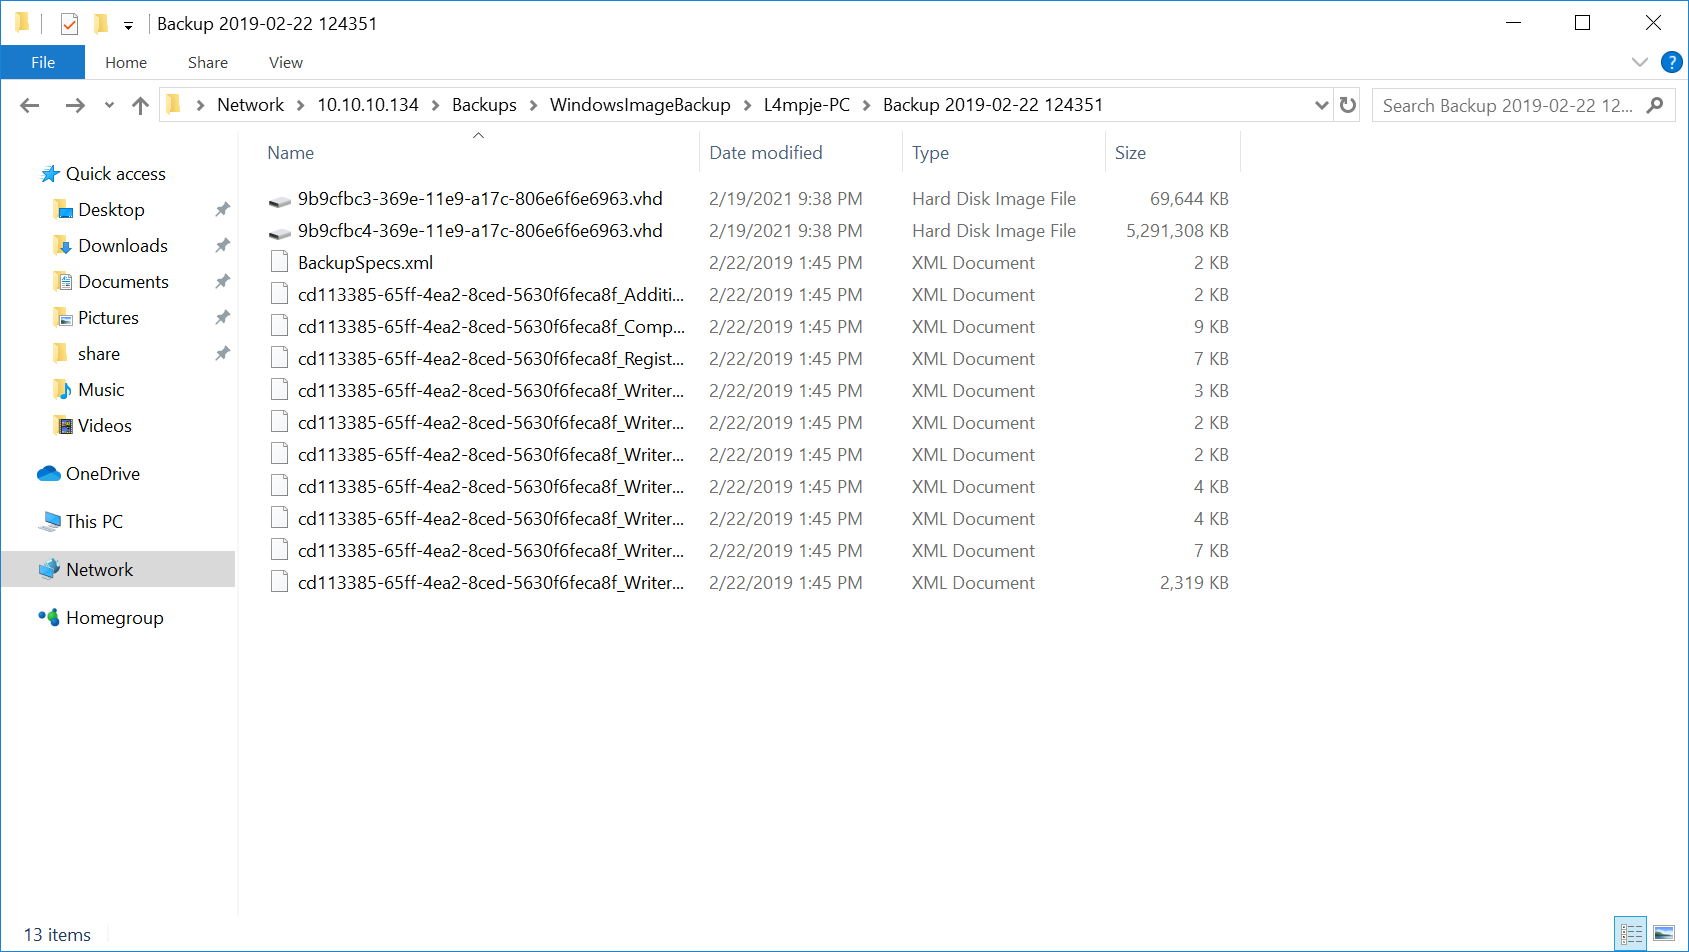 Backup 2019-02-22 124351
File Home Share View ?
Network 10.10.10.134 Backups WindowsImageBackup L4mpje-PC Backup 2019-02-22 124351 Search Backup 2019-02-22 12...
Name Date modified Type Size
Quick access
Desktop
Downloads
Documents
Pictures
share
Music
Videos
OneDrive
This PC
Network
Homegroup
9b9cfbc3-369e-11e9-a17c-806e6f6e6963.vhd 2/19/2021 9:38 PM Hard Disk Image File 69,644 KB
9b9cfbc4-369e-11e9-a17c-806e6f6e6963.vhd 2/19/2021 9:38 PM Hard Disk Image File 5,291,308 KB
BackupSpecs.xml 2/22/2019 1:45 PM XML Document 2 KB
cd113385-65ff-4ea2-8ced-5630f6feca8f_Additi... 2/22/2019 1:45 PM XML Document 2 KB
cd113385-65ff-4ea2-8ced-5630f6feca8f_Comp... 2/22/2019 1:45 PM XML Document 9 KB
cd113385-65ff-4ea2-8ced-5630f6feca8f_Regist... 2/22/2019 1:45 PM XML Document 7 KB
cd113385-65ff-4ea2-8ced-5630f6feca8f_Writer... 2/22/2019 1:45 PM XML Document 3 KB
cd113385-65ff-4ea2-8ced-5630f6feca8f_Writer... 2/22/2019 1:45 PM XML Document 2 KB
cd113385-65ff-4ea2-8ced-5630f6feca8f_Writer... 2/22/2019 1:45 PM XML Document 2 KB
cd113385-65ff-4ea2-8ced-5630f6feca8f_Writer... 2/22/2019 1:45 PM XML Document 4 KB
cd113385-65ff-4ea2-8ced-5630f6feca8f_Writer... 2/22/2019 1:45 PM XML Document 4 KB
cd113385-65ff-4ea2-8ced-5630f6feca8f_Writer... 2/22/2019 1:45 PM XML Document 7 KB
cd113385-65ff-4ea2-8ced-5630f6feca8f_Writer... 2/22/2019 1:45 PM XML Document 2,319 KB
13 items